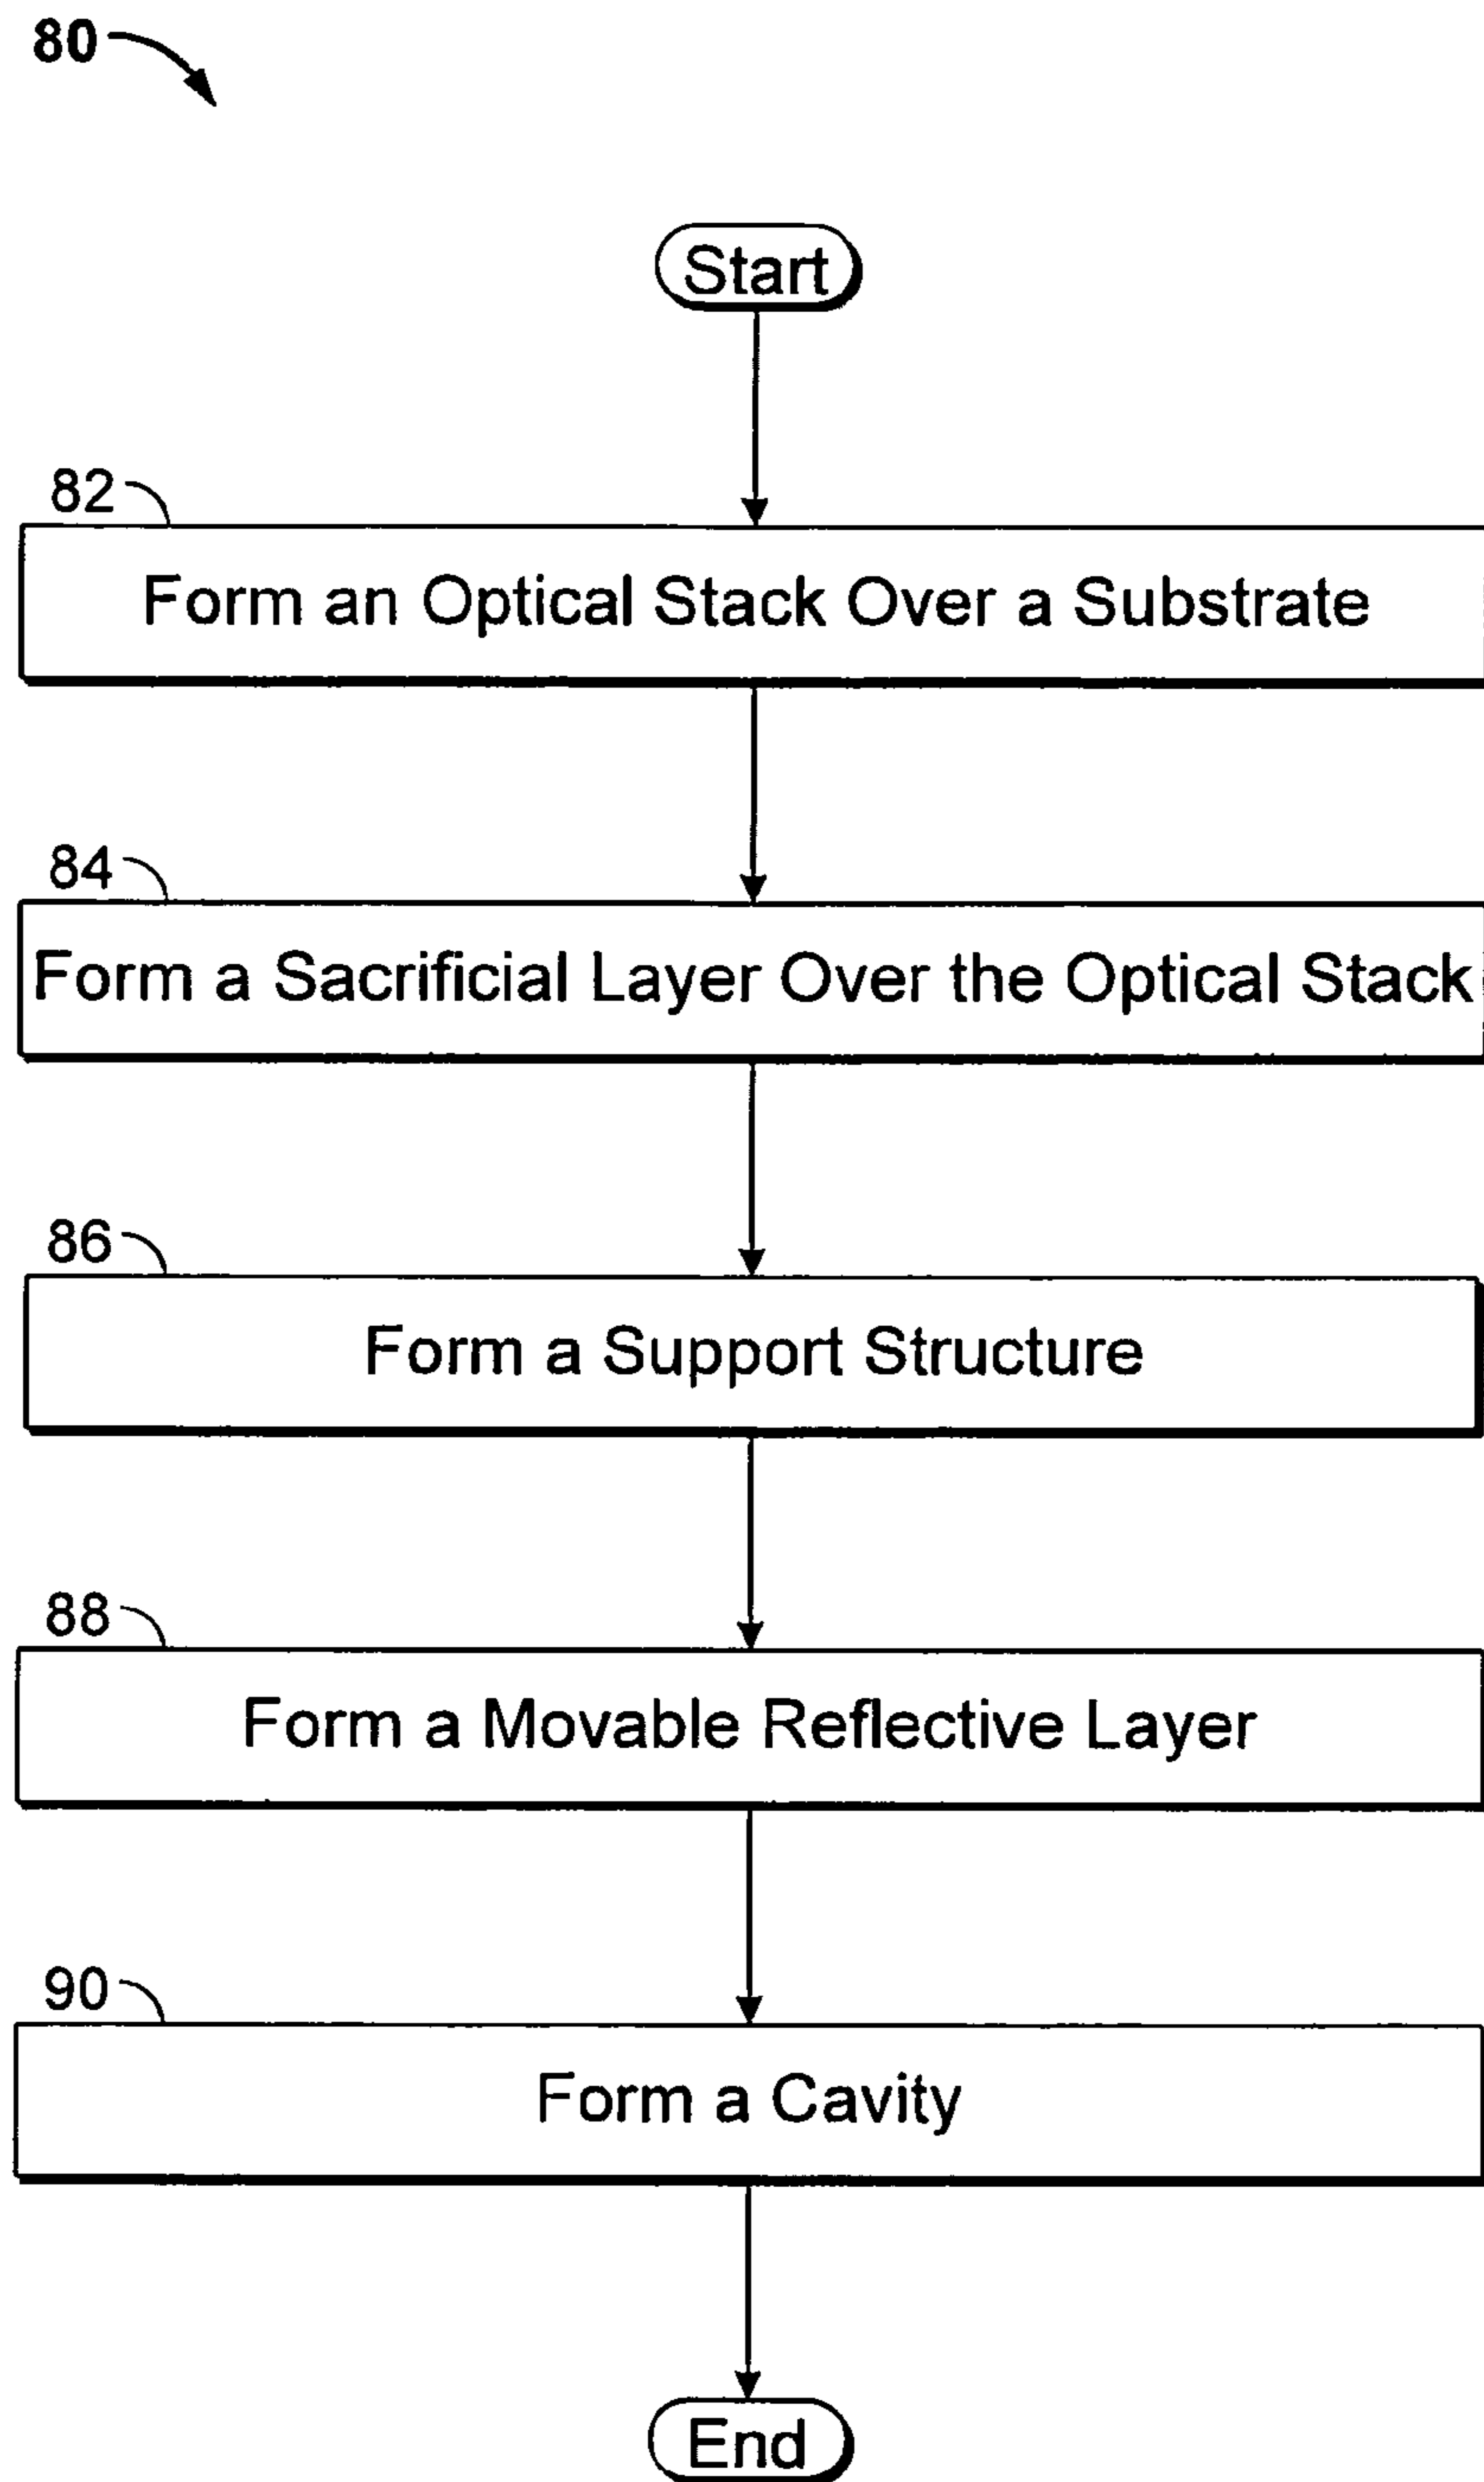 80
Start
82
Form an Optical Stack Over a Substrate
84
Form a Sacrificial Layer Over the Optical Stack
86
Form a Support Structure
88
Form a Movable Reflective Layer
90
Form a Cavity
End